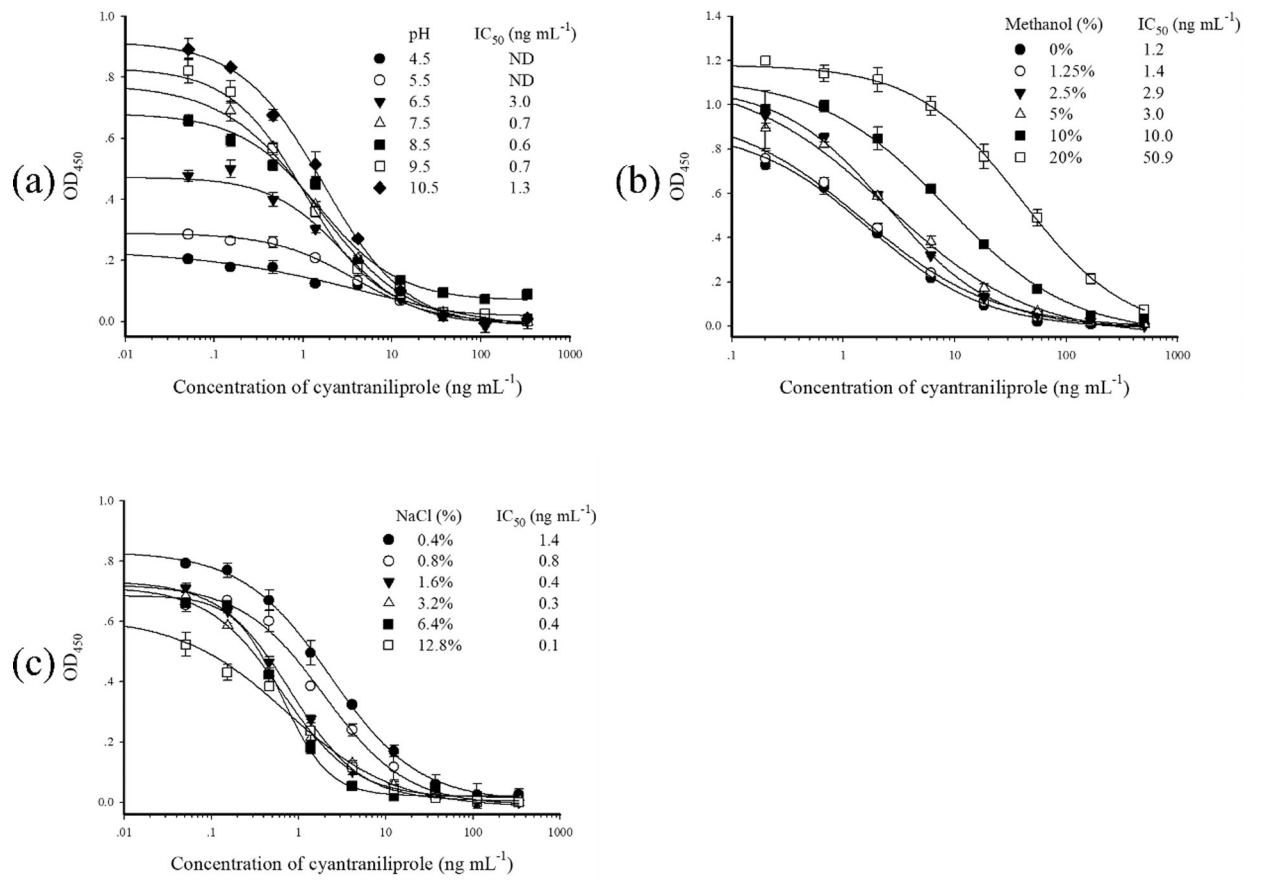 (a)
OD450
1.0
.8
.6
.4
.2
0.0
.01 .1 1 10 100 1000
Concentration of cyantraniliprole (ng mL-1)
pH IC50 (ng mL-1)
4.5 ND
5.5 ND
6.5 3.0
7.5 0.7
8.5 0.6
9.5 0.7
10.5 1.3
(b)
OD450
1.4
1.2
1.0
.8
.6
.4
.2
0.0
.1 1 10 100 1000
Concentration of cyantraniliprole (ng mL-1)
Methanol (%) IC50 (ng mL-1)
0% 1.2
1.25% 1.4
2.5% 2.9
5% 3.0
10% 10.0
20% 50.9
(c)
OD450
1.0
.8
.6
.4
.2
0.0
.01 .1 1 10 100 1000
Concentration of cyantraniliprole (ng mL-1)
NaCl (%) IC50 (ng mL-1)
0.4% 1.4
0.8% 0.8
1.6% 0.4
3.2% 0.3
6.4% 0.4
12.8% 0.1